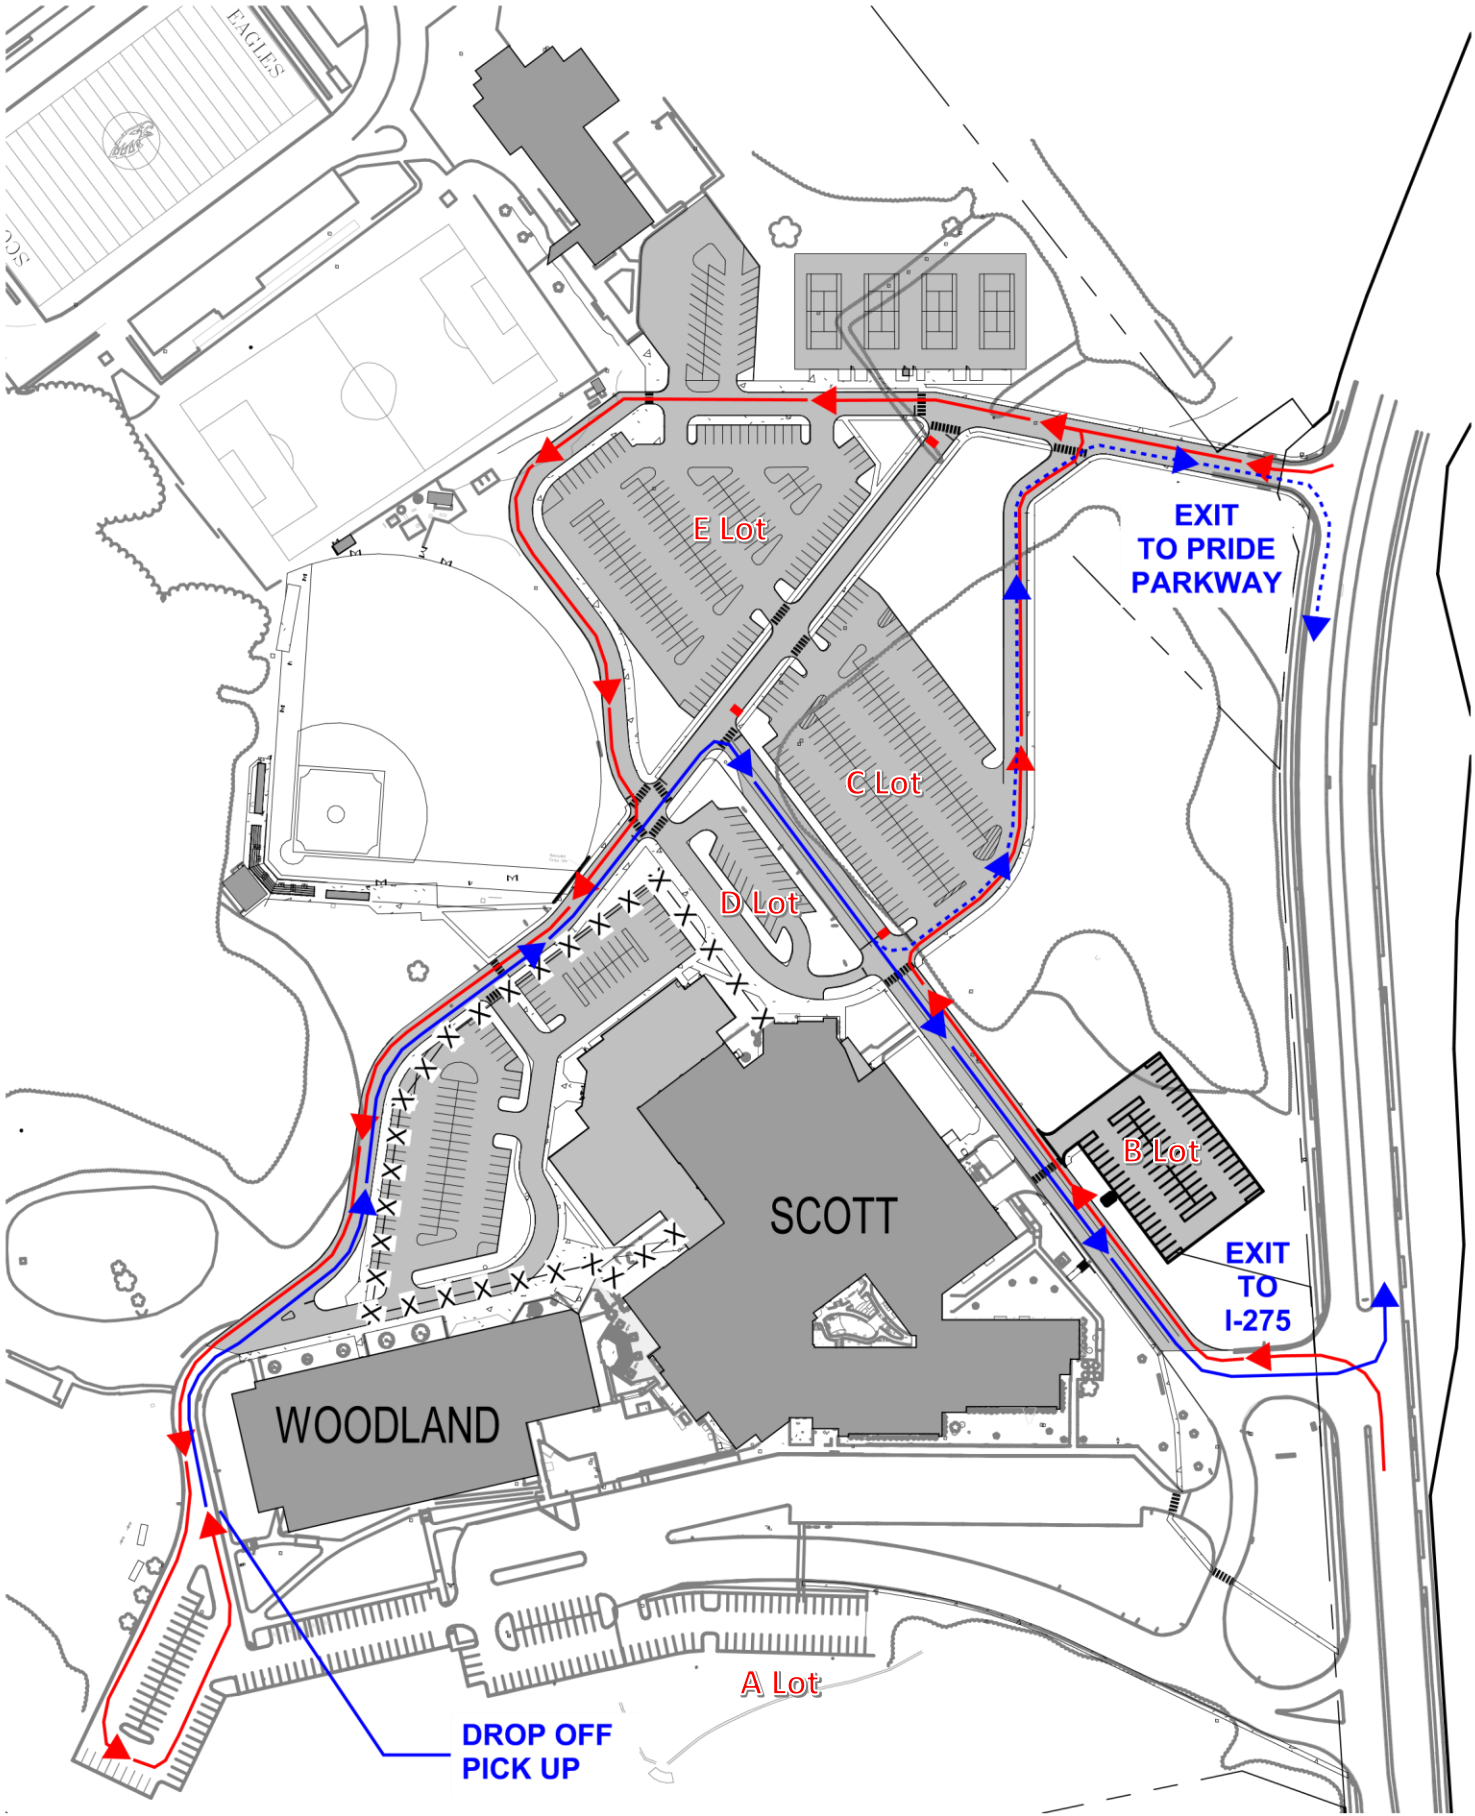 EAGLES
SCO
EXIT
TO PRIDE
PARKWAY
E Lot
C Lot
D Lot
B Lot
SCOTT
EXIT
TO
I-275
WOODLAND
A Lot
DROP OFF
PICK UP